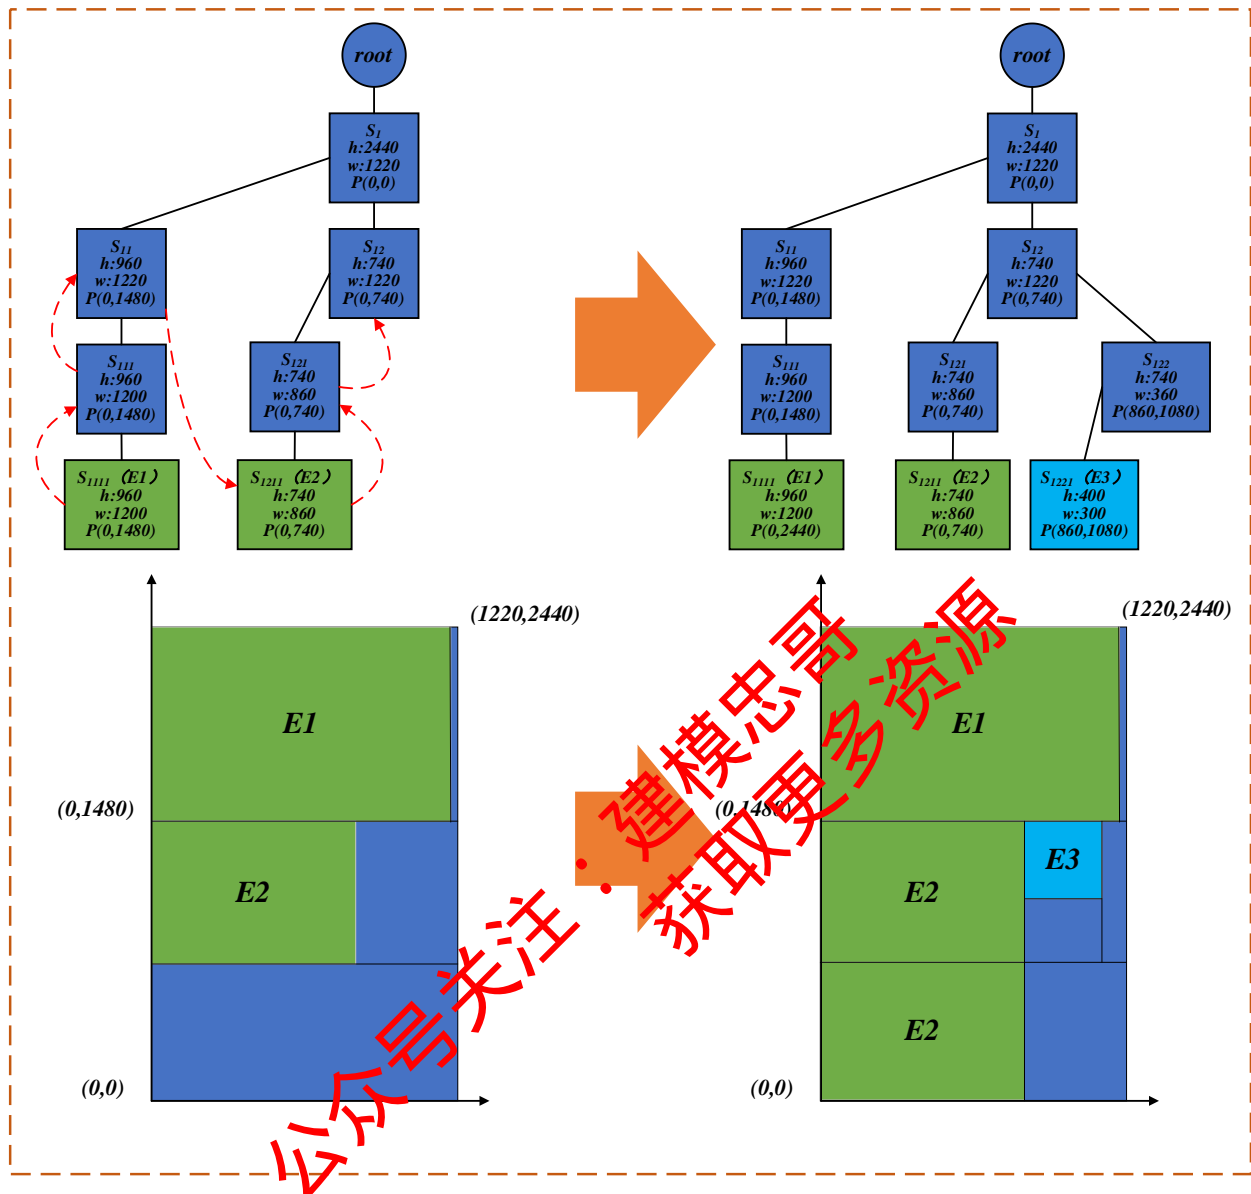 root
S1
h:2440
w:1220
P(0,0)
S11
h:960
w:1220
P(0,1480)
S12
h:740
w:1220
P(0,740)
S111
h:960
w:1200
P(0,1480)
S121
h:740
w:860
P(0,740)
S1111（E1）
h:960
w:1200
P(0,1480)
S1211（E2）
h:740
w:860
P(0,740)
root
S1
h:2440
w:1220
P(0,0)
S11
h:960
w:1220
P(0,1480)
S12
h:740
w:1220
P(0,740)
S111
h:960
w:1200
P(0,1480)
S121
h:740
w:860
P(0,740)
S122
h:740
w:360
P(860,1080)
S1111（E1）
h:960
w:1200
P(0,2440)
S1211（E2）
h:740
w:860
P(0,740)
S1221（E3）
h:400
w:300
P(860,1080)
(1220,2440)
E1
(0,1480)
E2
(0,0)
(1220,2440)
E1
(0,1480)
E2
E3
E2
(0,0)
公众号关注：建模忠哥
获取更多资源